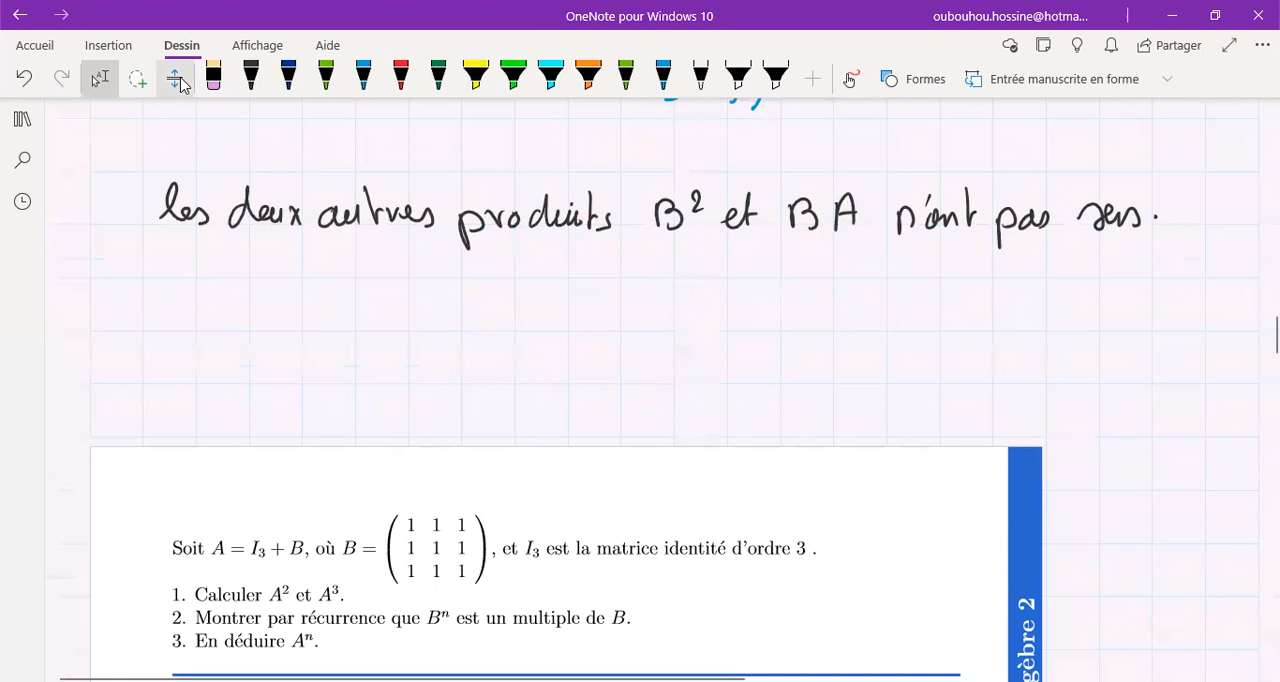 OneNote pour Windows 10
oubouhou.hossine@hotma...
Accueil Insertion Dessin Affichage Aide
Partager
Formes
Entrée manuscrite en forme
les deux autres produits B² et BA n'ont pas sens.
Soit A = I₃ + B, où B = ( 1 1 1
1 1 1
1 1 1 ), et I₃ est la matrice identité d'ordre 3 .
1. Calculer A² et A³.
2. Montrer par récurrence que Bⁿ est un multiple de B.
3. En déduire Aⁿ.
gèbre 2